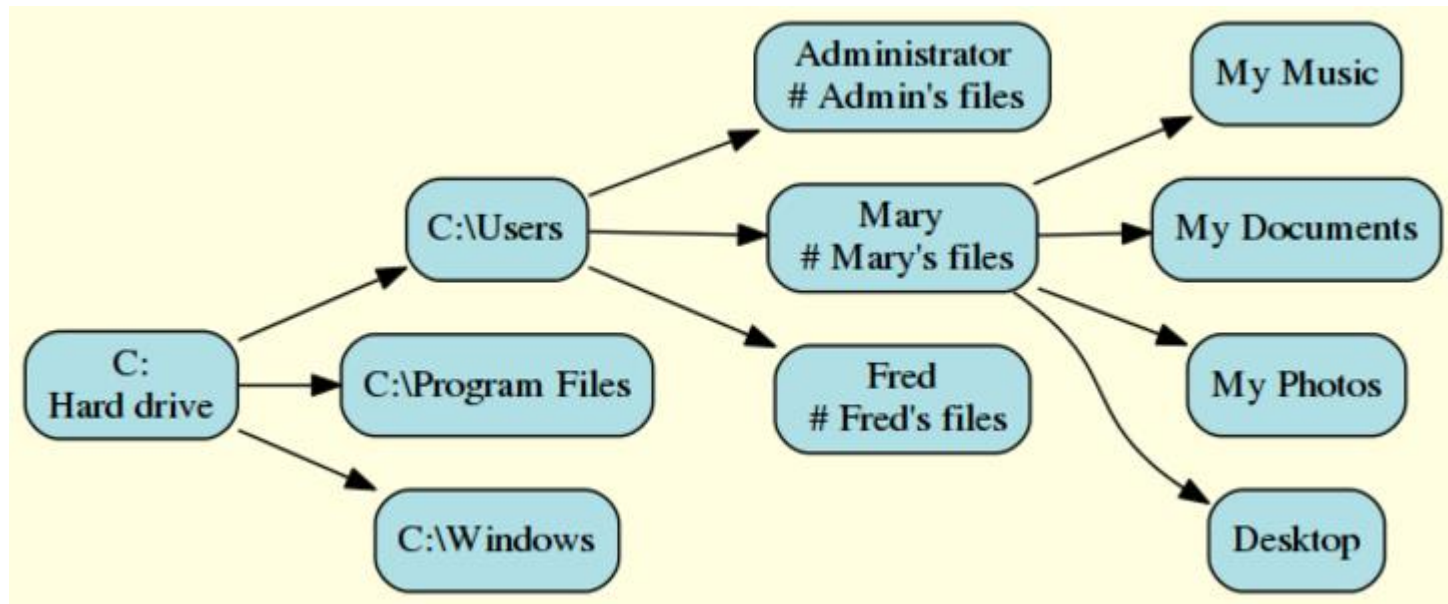 C:
Hard drive
C:\Users
C:\Program Files
C:\Windows
Administrator
# Admin's files
Mary
# Mary's files
Fred
# Fred's files
My Music
My Documents
My Photos
Desktop